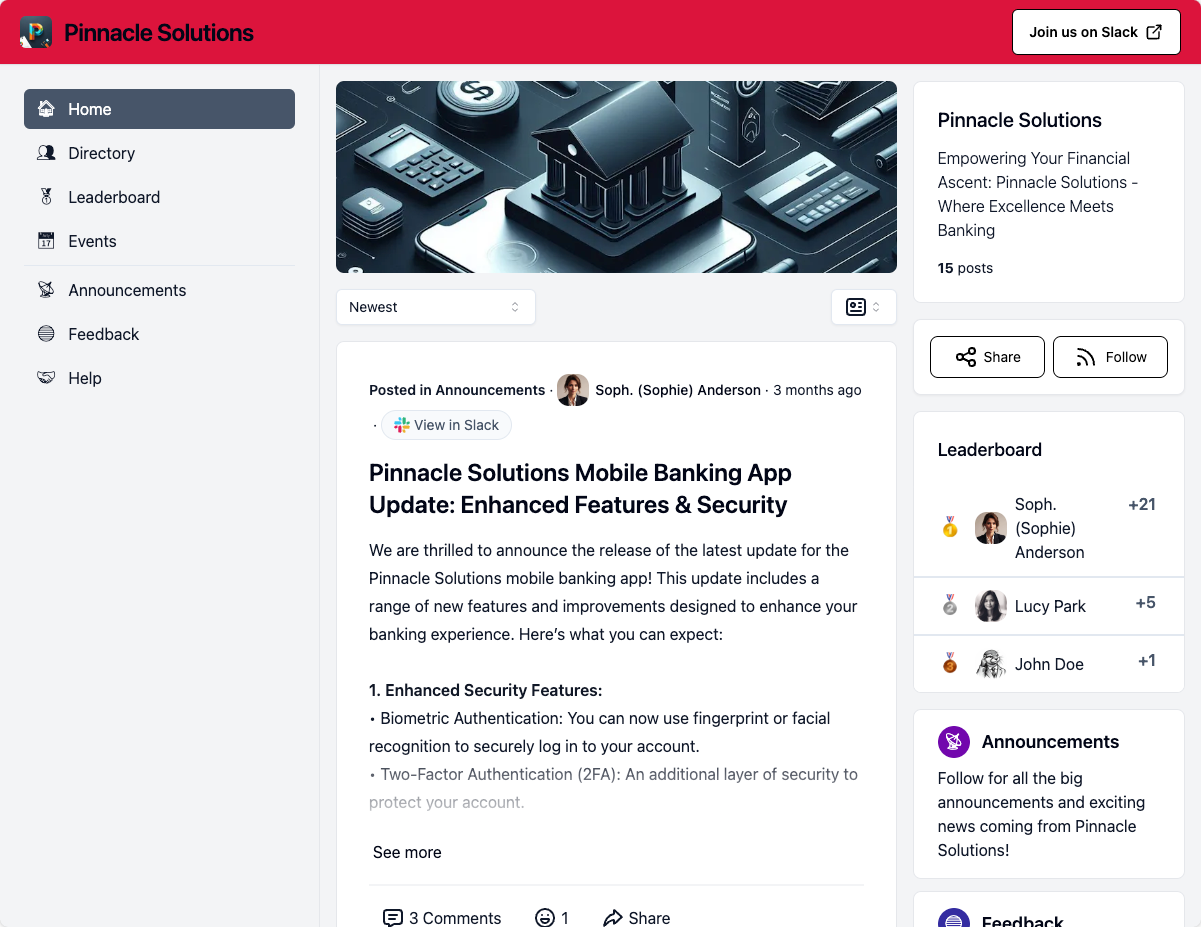 Pinnacle Solutions
Join us on Slack
Home
Directory
Leaderboard
17
Events
Announcements
Feedback
Help
Newest
Posted in Announcements · Soph. (Sophie) Anderson · 3 months ago
· View in Slack
Pinnacle Solutions Mobile Banking App
Update: Enhanced Features & Security
We are thrilled to announce the release of the latest update for the
Pinnacle Solutions mobile banking app! This update includes a
range of new features and improvements designed to enhance your
banking experience. Here’s what you can expect:
1. Enhanced Security Features:
• Biometric Authentication: You can now use fingerprint or facial
recognition to securely log in to your account.
• Two-Factor Authentication (2FA): An additional layer of security to
protect your account.
See more
3 Comments
1
Share
Pinnacle Solutions
Empowering Your Financial
Ascent: Pinnacle Solutions -
Where Excellence Meets
Banking
15 posts
Share
Follow
Leaderboard
1
Soph.
(Sophie)
Anderson
+21
2
Lucy Park
+5
3
John Doe
+1
Announcements
Follow for all the big
announcements and exciting
news coming from Pinnacle
Solutions!
Feedback